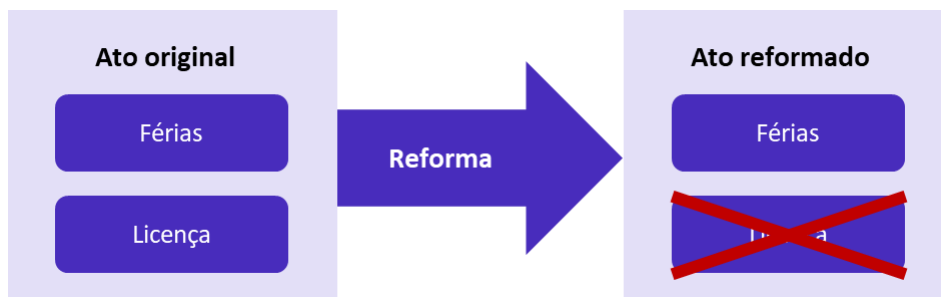 Ato original
Férias
Licença
Reforma
Ato reformado
Férias